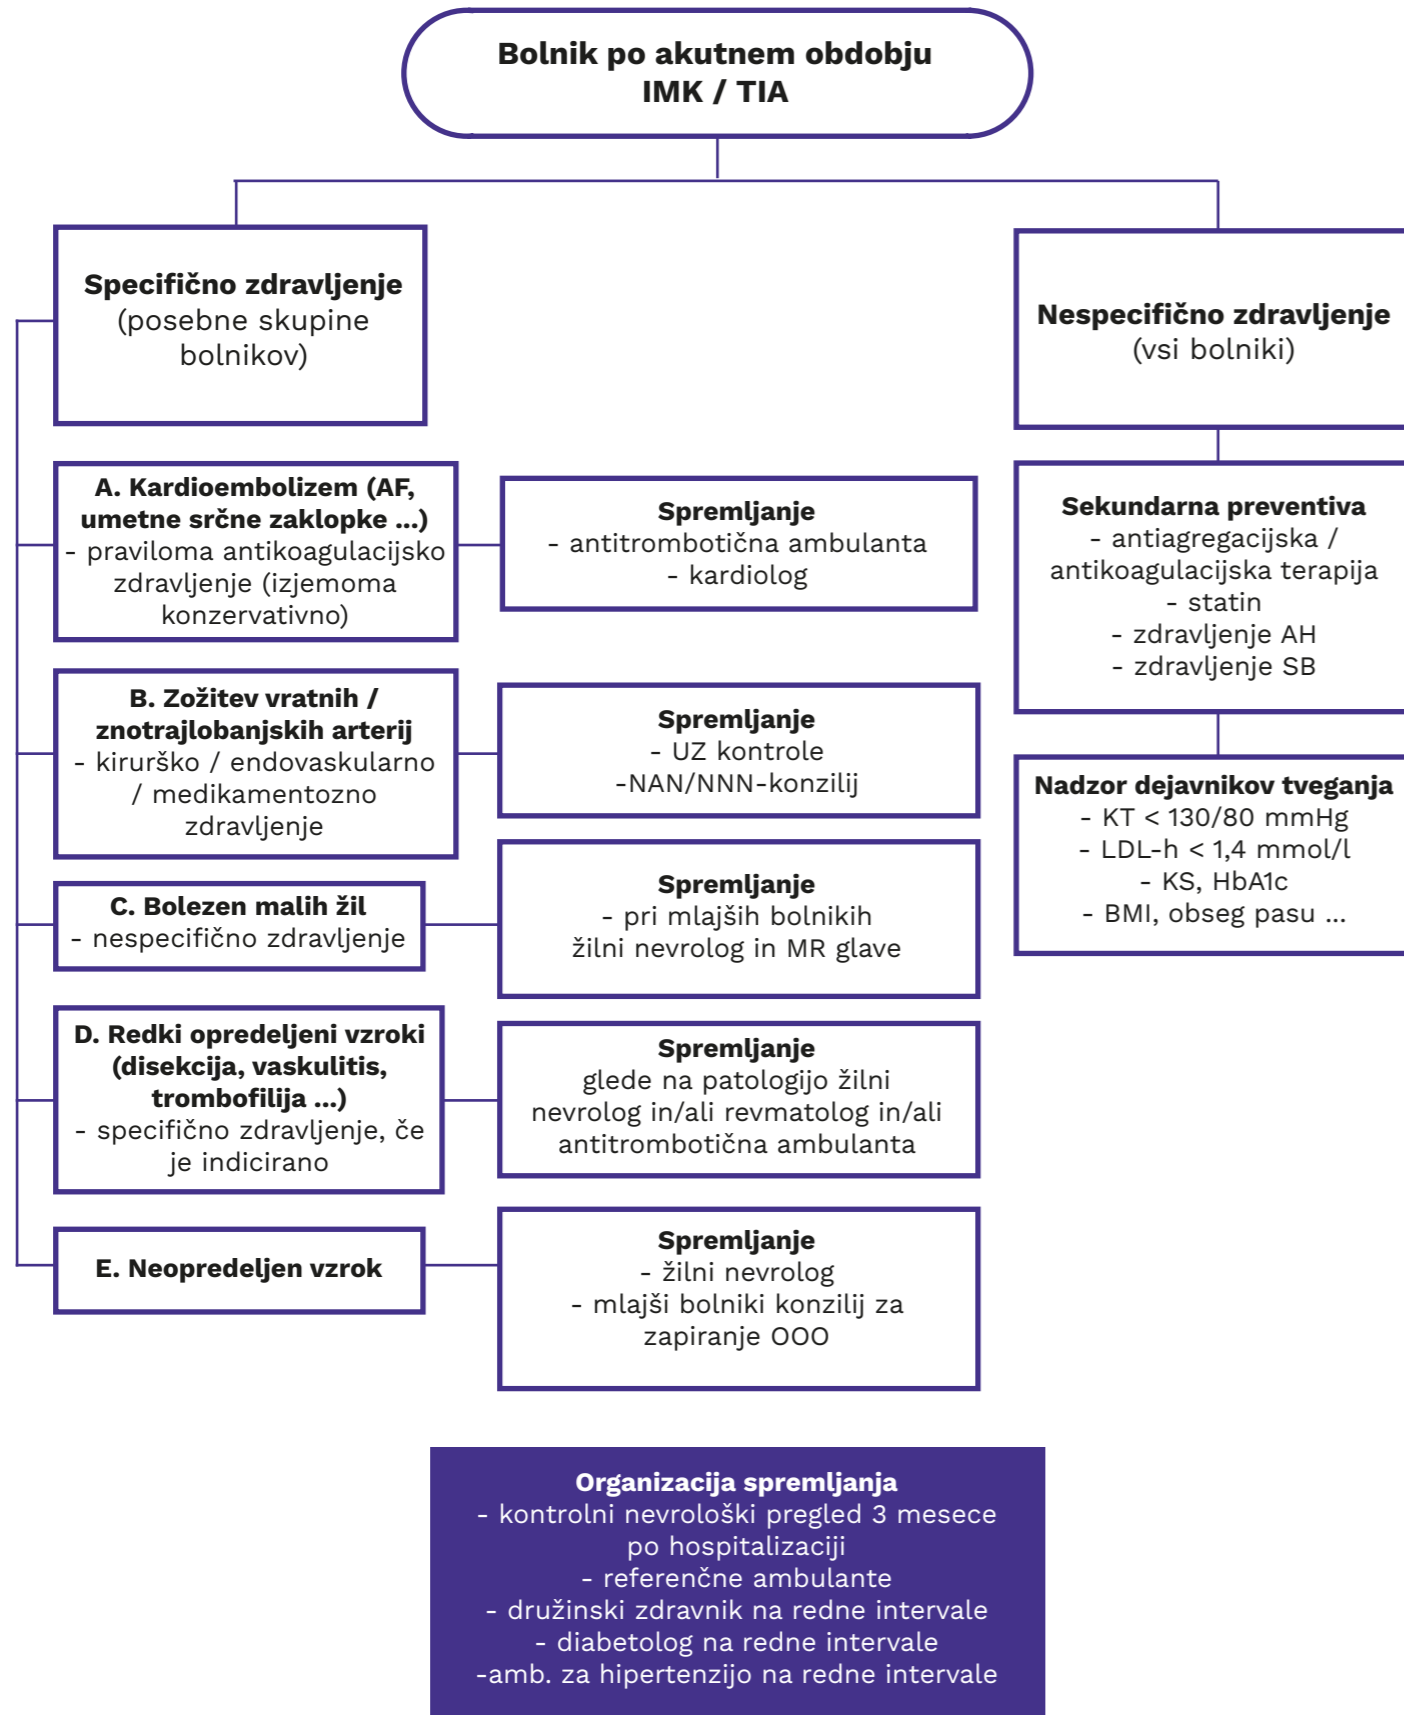 Bolnik po akutnem obdobju
IMK / TIA
Specifično zdravljenje
(posebne skupine
bolnikov)
Nespecifično zdravljenje
(vsi bolniki)
A. Kardioembolizem (AF,
umetne srčne zaklopke ...)
- praviloma antikoagulacijsko
zdravljenje (izjemoma
konzervativno)
Spremljanje
- antitrombotična ambulanta
- kardiolog
Sekundarna preventiva
- antiagregacijska /
antikoagulacijska terapija
- statin
- zdravljenje AH
- zdravljenje SB
B. Zožitev vratnih /
znotrajlobanjskih arterij
- kirurško / endovaskularno
/ medikamentozno
zdravljenje
Spremljanje
- UZ kontrole
-NAN/NNN-konzilij
Nadzor dejavnikov tveganja
- KT < 130/80 mmHg
- LDL-h < 1,4 mmol/l
- KS, HbA1c
- BMI, obseg pasu ...
C. Bolezen malih žil
- nespecifično zdravljenje
Spremljanje
- pri mlajših bolnikih
žilni nevrolog in MR glave
D. Redki opredeljeni vzroki
(disekcija, vaskulitis,
trombofilija ...)
- specifično zdravljenje, če
je indicirano
Spremljanje
glede na patologijo žilni
nevrolog in/ali revmatolog in/ali
antitrombotična ambulanta
E. Neopredeljen vzrok
Spremljanje
- žilni nevrolog
- mlajši bolniki konzilij za
zapiranje OOO
Organizacija spremljanja
- kontrolni nevrološki pregled 3 mesece
po hospitalizaciji
- referenčne ambulante
- družinski zdravnik na redne intervale
- diabetolog na redne intervale
-amb. za hipertenzijo na redne intervale